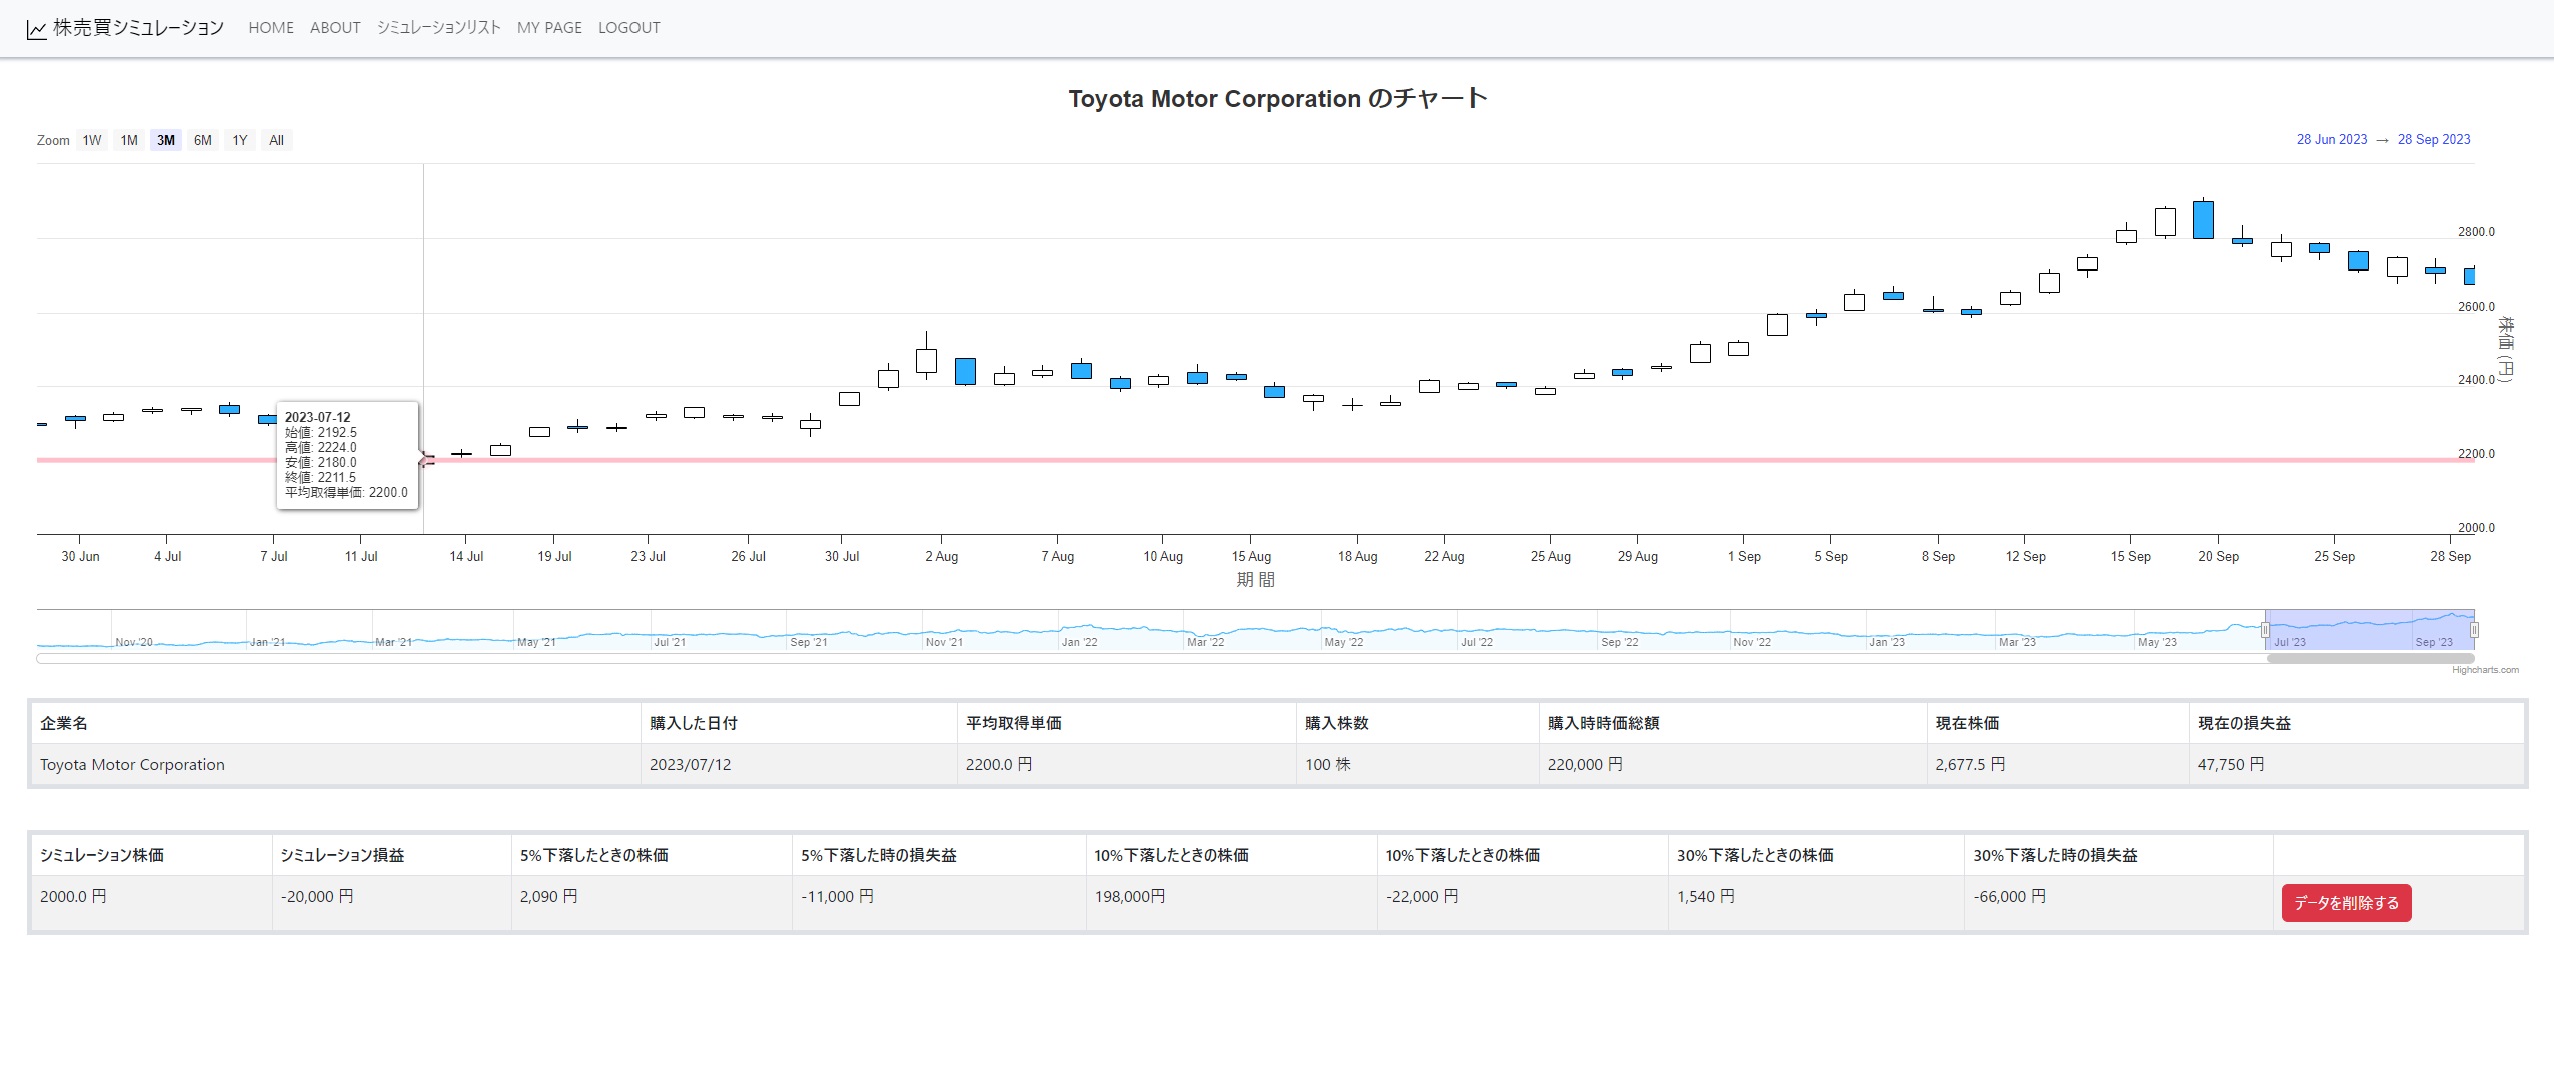 株売買シミュレーション HOME ABOUT シミュレーションリスト MY PAGE LOGOUT
Toyota Motor Corporation のチャート
Zoom 1W 1M 3M 6M 1Y All 28 Jun 2023 → 28 Sep 2023
2800.0
2600.0
2400.0
2200.0
2000.0
株価 (円)
2023-07-12
始値: 2192.5
高値: 2224.0
安値: 2180.0
終値: 2211.5
平均取得単価: 2200.0
30 Jun 4 Jul 7 Jul 11 Jul 14 Jul 19 Jul 23 Jul 26 Jul 30 Jul 2 Aug 7 Aug 10 Aug 15 Aug 18 Aug 22 Aug 25 Aug 29 Aug 1 Sep 5 Sep 8 Sep 12 Sep 15 Sep 20 Sep 25 Sep 28 Sep
期 間
Nov '20 Jan '21 Mar '21 May '21 Jul '21 Sep '21 Nov '21 Jan '22 Mar '22 May '22 Jul '22 Sep '22 Nov '22 Jan '23 Mar '23 May '23 Jul '23 Sep '23
Highcharts.com
企業名 購入した日付 平均取得単価 購入株数 購入時時価総額 現在株価 現在の損失益
Toyota Motor Corporation 2023/07/12 2200.0 円 100 株 220,000 円 2,677.5 円 47,750 円
シミュレーション株価 シミュレーション損益 5%下落したときの株価 5%下落した時の損失益 10%下落したときの株価 10%下落したときの株価 30%下落したときの株価 30%下落した時の損失益
2000.0 円 -20,000 円 2,090 円 -11,000 円 198,000円 -22,000 円 1,540 円 -66,000 円 データを削除する